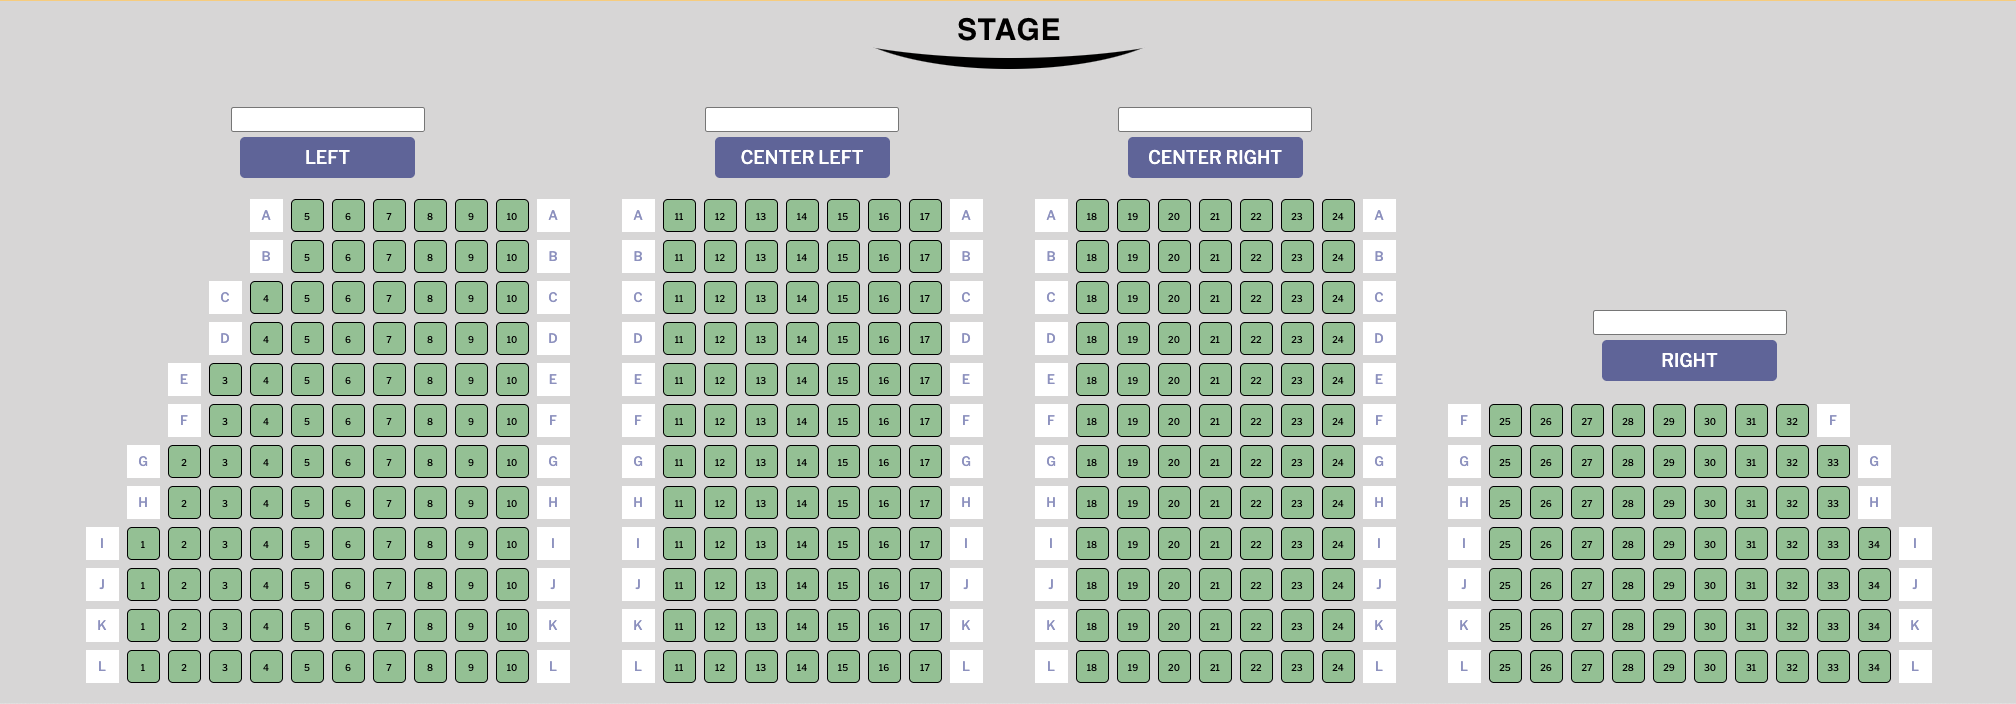 STAGE
LEFT CENTER LEFT CENTER RIGHT
A 5 6 7 8 9 10 A A 11 12 13 14 15 16 17 A A 18 19 20 21 22 23 24 A
B 5 6 7 8 9 10 B B 11 12 13 14 15 16 17 B B 18 19 20 21 22 23 24 B
C 4 5 6 7 8 9 10 C C 11 12 13 14 15 16 17 C C 18 19 20 21 22 23 24 C
D 4 5 6 7 8 9 10 D D 11 12 13 14 15 16 17 D D 18 19 20 21 22 23 24 D
RIGHT
E 3 4 5 6 7 8 9 10 E E 11 12 13 14 15 16 17 E E 18 19 20 21 22 23 24 E
F 3 4 5 6 7 8 9 10 F F 11 12 13 14 15 16 17 F F 18 19 20 21 22 23 24 F F 25 26 27 28 29 30 31 32 F
G 2 3 4 5 6 7 8 9 10 G G 11 12 13 14 15 16 17 G G 18 19 20 21 22 23 24 G G 25 26 27 28 29 30 31 32 33 G
H 2 3 4 5 6 7 8 9 10 H H 11 12 13 14 15 16 17 H H 18 19 20 21 22 23 24 H H 25 26 27 28 29 30 31 32 33 H
I 1 2 3 4 5 6 7 8 9 10 I I 11 12 13 14 15 16 17 I I 18 19 20 21 22 23 24 I I 25 26 27 28 29 30 31 32 33 34 I
J 1 2 3 4 5 6 7 8 9 10 J J 11 12 13 14 15 16 17 J J 18 19 20 21 22 23 24 J J 25 26 27 28 29 30 31 32 33 34 J
K 1 2 3 4 5 6 7 8 9 10 K K 11 12 13 14 15 16 17 K K 18 19 20 21 22 23 24 K K 25 26 27 28 29 30 31 32 33 34 K
L 1 2 3 4 5 6 7 8 9 10 L L 11 12 13 14 15 16 17 L L 18 19 20 21 22 23 24 L L 25 26 27 28 29 30 31 32 33 34 L